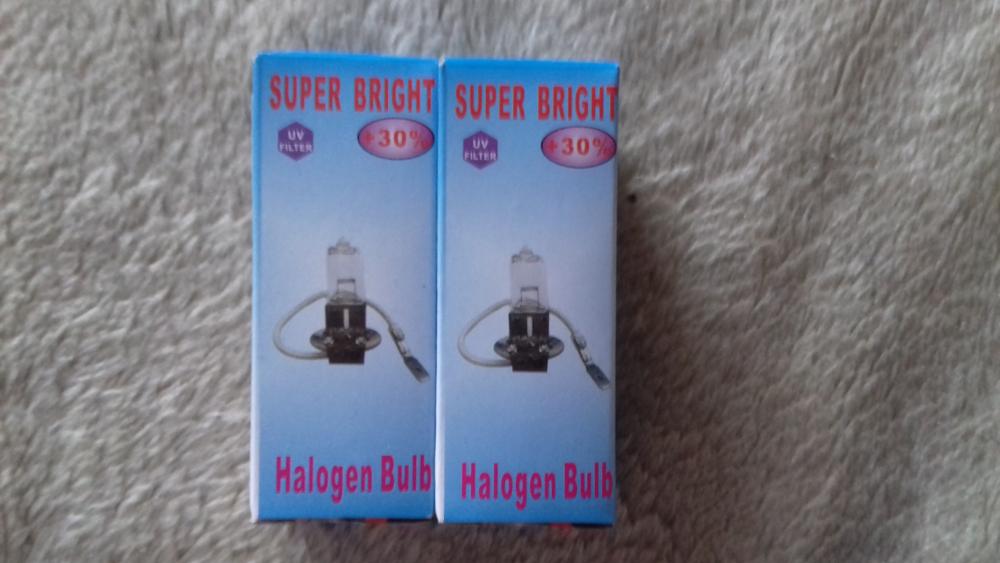 SUPER BRIGHT
UV
FILTER
+30%
Halogen Bulb
SUPER BRIGHT
UV
FILTER
+30%
Halogen Bulb